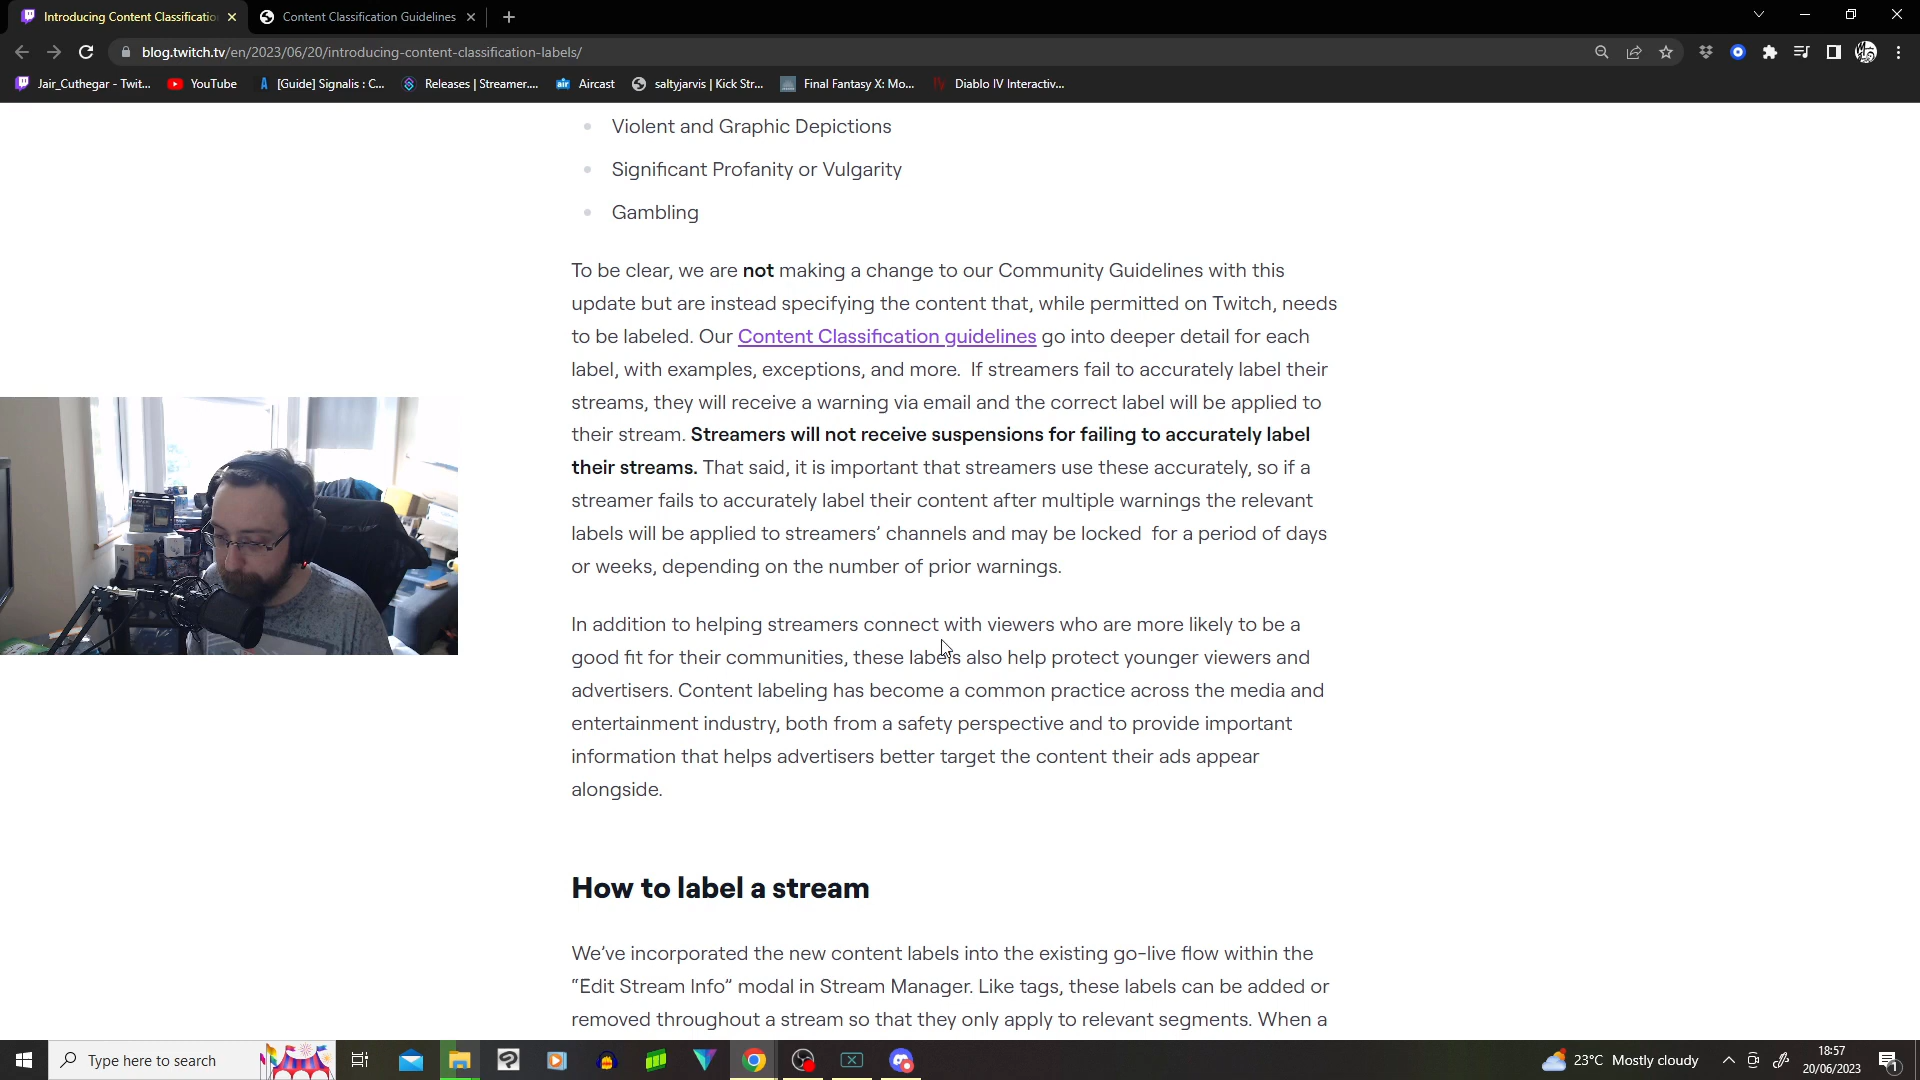 Introducing Content Classificatio
Content Classification Guidelines
blog.twitch.tv/en/2023/06/20/introducing-content-classification-labels/
Jair_Cuthegar - Twit...
YouTube
[Guide] Signalis : C...
Releases | Streamer....
Aircast
saltyjarvis | Kick Str...
Final Fantasy X: Mo...
Diablo IV Interactiv...
Violent and Graphic Depictions
Significant Profanity or Vulgarity
Gambling
To be clear, we are not making a change to our Community Guidelines with this
update but are instead specifying the content that, while permitted on Twitch, needs
to be labeled. Our Content Classification guidelines go into deeper detail for each
label, with examples, exceptions, and more. If streamers fail to accurately label their
streams, they will receive a warning via email and the correct label will be applied to
their stream. Streamers will not receive suspensions for failing to accurately label
their streams. That said, it is important that streamers use these accurately, so if a
streamer fails to accurately label their content after multiple warnings the relevant
labels will be applied to streamers’ channels and may be locked for a period of days
or weeks, depending on the number of prior warnings.
In addition to helping streamers connect with viewers who are more likely to be a
good fit for their communities, these labels also help protect younger viewers and
advertisers. Content labeling has become a common practice across the media and
entertainment industry, both from a safety perspective and to provide important
information that helps advertisers better target the content their ads appear
alongside.
How to label a stream
We’ve incorporated the new content labels into the existing go-live flow within the
“Edit Stream Info” modal in Stream Manager. Like tags, these labels can be added or
removed throughout a stream so that they only apply to relevant segments. When a
Type here to search
23°C Mostly cloudy
18:57
20/06/2023
1